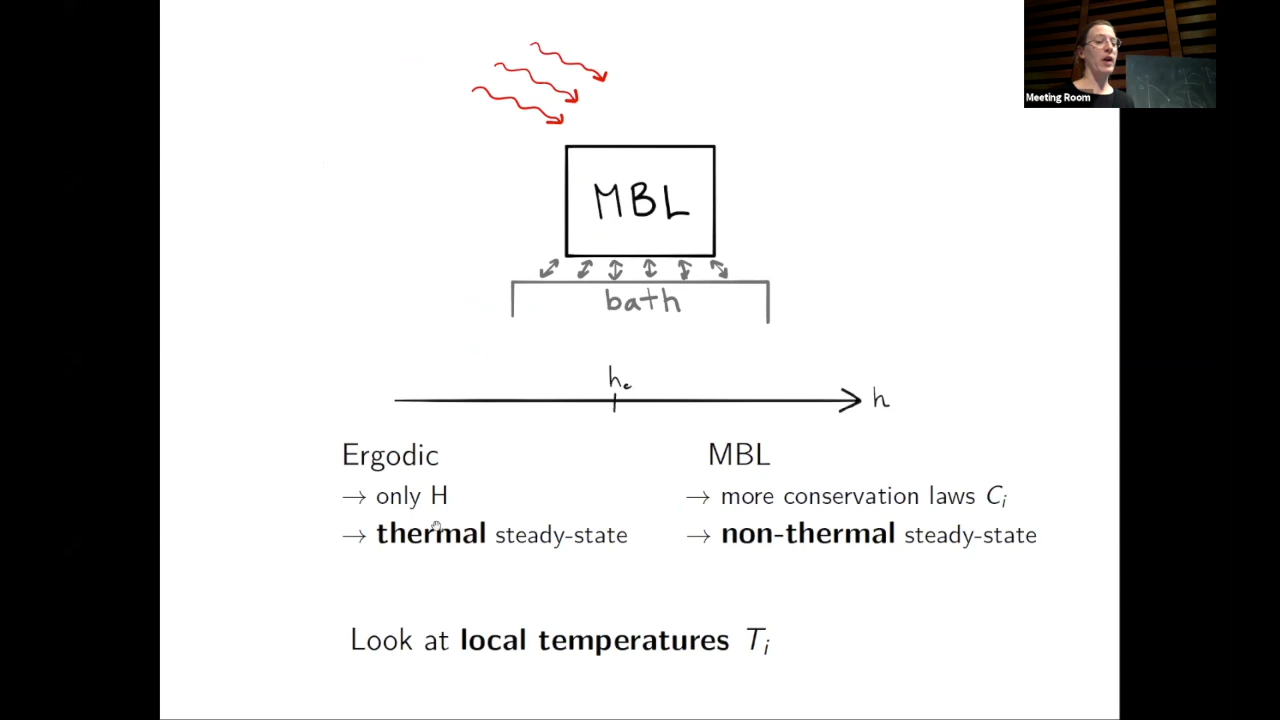 Meeting Room
MBL
bath
h_c
h
Ergodic
→ only H
→ thermal steady-state
MBL
→ more conservation laws C_i
→ non-thermal steady-state
Look at local temperatures T_i